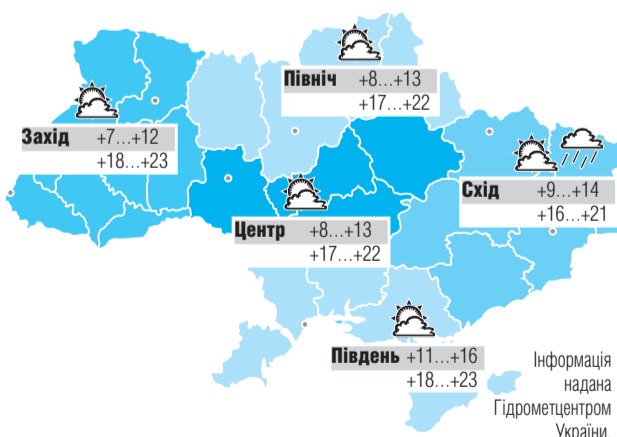 Північ +8...+13
+17...+22
Захід +7...+12
+18...+23
Схід +9...+14
+16...+21
Центр +8...+13
+17...+22
Південь +11...+16
+18...+23
Інформація
надана
Гідрометцентром
України.